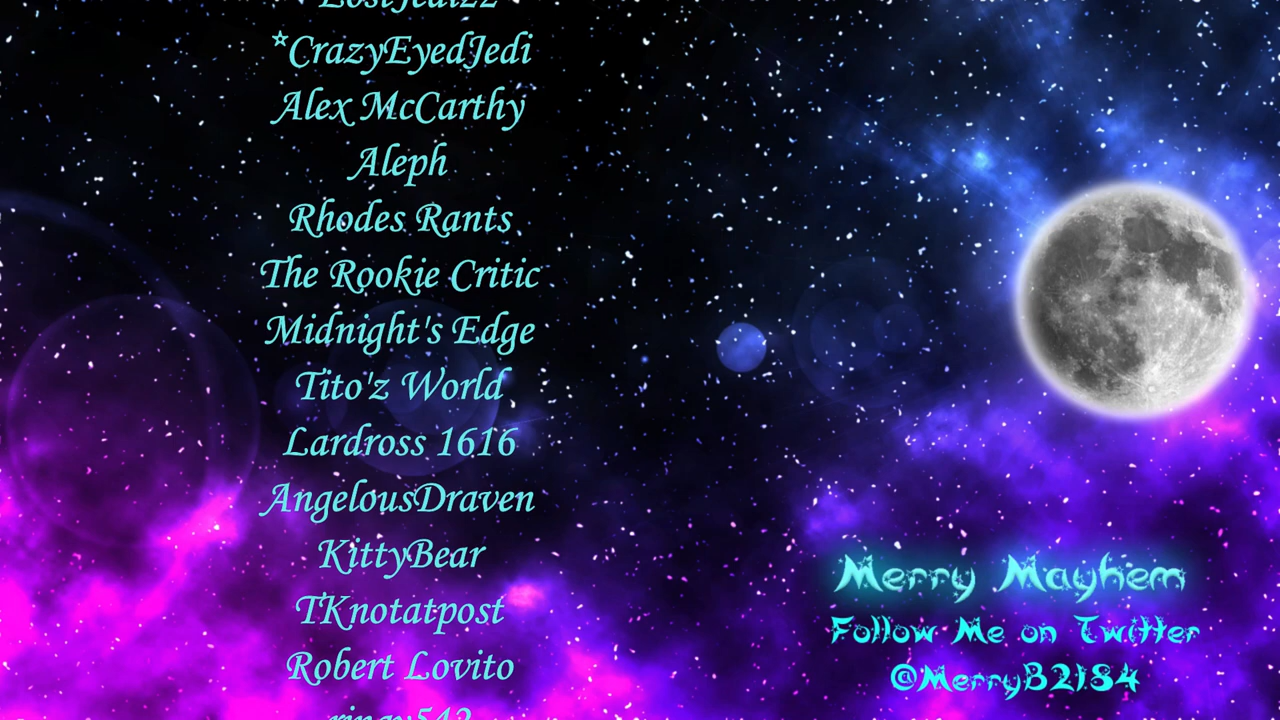 *CrazyEyedJedi
Alex McCarthy
Aleph
Rhodes Rants
The Rookie Critic
Midnight's Edge
Tito'z World
Lardross 1616
AngelousDraven
KittyBear
TKnotatpost
Robert Lovito
Merry Mayhem
Follow Me on Twitter
@MerryB2184